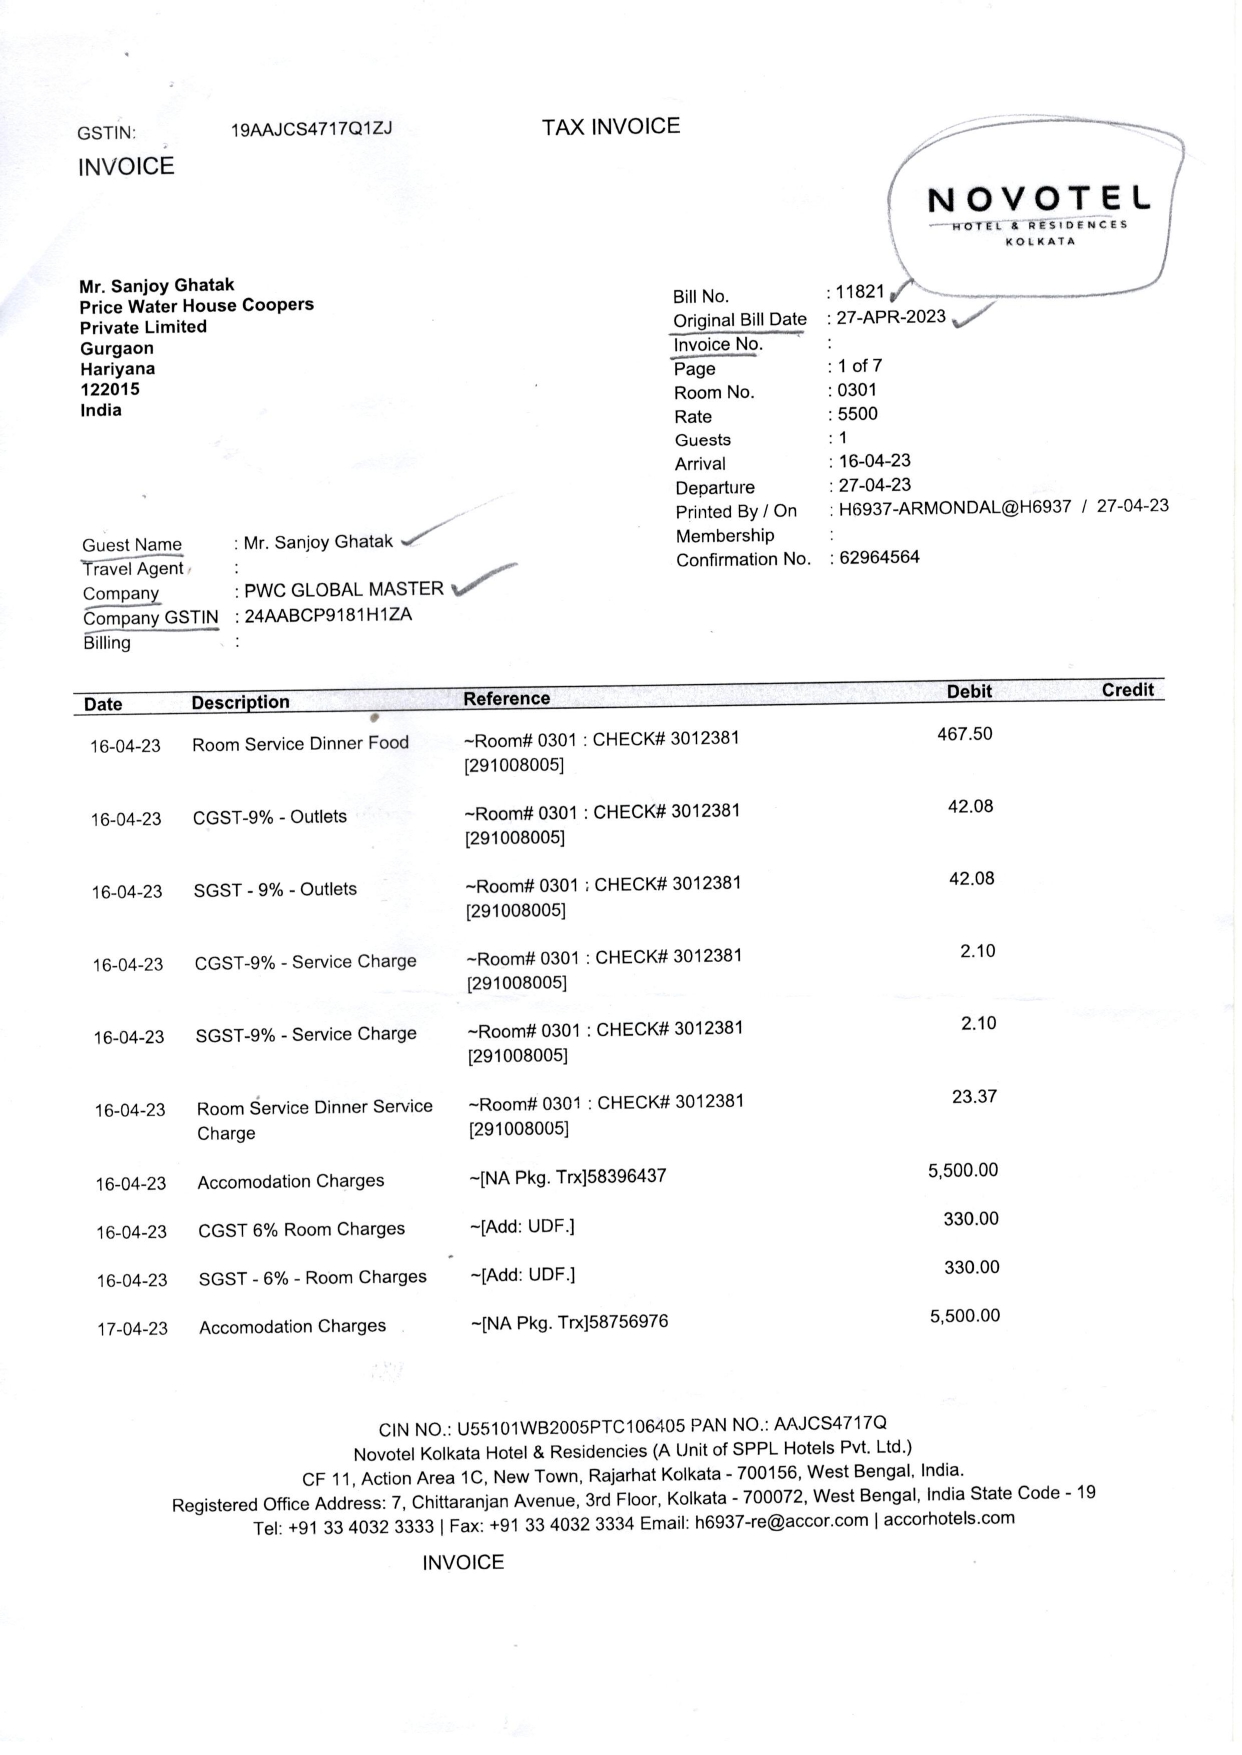 GSTIN: 19AAJCS4717Q1ZJ TAX INVOICE
INVOICE
NOVOTEL
HOTEL & RESIDENCES
KOLKATA
Mr. Sanjoy Ghatak
Price Water House Coopers
Private Limited
Gurgaon
Hariyana
122015
India
Bill No. : 11821
Original Bill Date : 27-APR-2023
Invoice No. :
Page : 1 of 7
Room No. : 0301
Rate : 5500
Guests : 1
Arrival : 16-04-23
Departure : 27-04-23
Printed By / On : H6937-ARMONDAL@H6937 / 27-04-23
Membership :
Confirmation No. : 62964564
Guest Name : Mr. Sanjoy Ghatak
Travel Agent :
Company : PWC GLOBAL MASTER
Company GSTIN : 24AABCP9181H1ZA
Billing :
Date Description Reference Debit Credit
16-04-23 Room Service Dinner Food ~Room# 0301 : CHECK# 3012381 467.50
[291008005]
16-04-23 CGST-9% - Outlets ~Room# 0301 : CHECK# 3012381 42.08
[291008005]
16-04-23 SGST - 9% - Outlets ~Room# 0301 : CHECK# 3012381 42.08
[291008005]
16-04-23 CGST-9% - Service Charge ~Room# 0301 : CHECK# 3012381 2.10
[291008005]
16-04-23 SGST-9% - Service Charge ~Room# 0301 : CHECK# 3012381 2.10
[291008005]
16-04-23 Room Service Dinner Service ~Room# 0301 : CHECK# 3012381 23.37
Charge [291008005]
16-04-23 Accomodation Charges ~[NA Pkg. Trx]58396437 5,500.00
16-04-23 CGST 6% Room Charges ~[Add: UDF.] 330.00
16-04-23 SGST - 6% - Room Charges ~[Add: UDF.] 330.00
17-04-23 Accomodation Charges ~[NA Pkg. Trx]58756976 5,500.00
CIN NO.: U55101WB2005PTC106405 PAN NO.: AAJCS4717Q
Novotel Kolkata Hotel & Residencies (A Unit of SPPL Hotels Pvt. Ltd.)
CF 11, Action Area 1C, New Town, Rajarhat Kolkata - 700156, West Bengal, India.
Registered Office Address: 7, Chittaranjan Avenue, 3rd Floor, Kolkata - 700072, West Bengal, India State Code - 19
Tel: +91 33 4032 3333 | Fax: +91 33 4032 3334 Email: h6937-re@accor.com | accorhotels.com
INVOICE